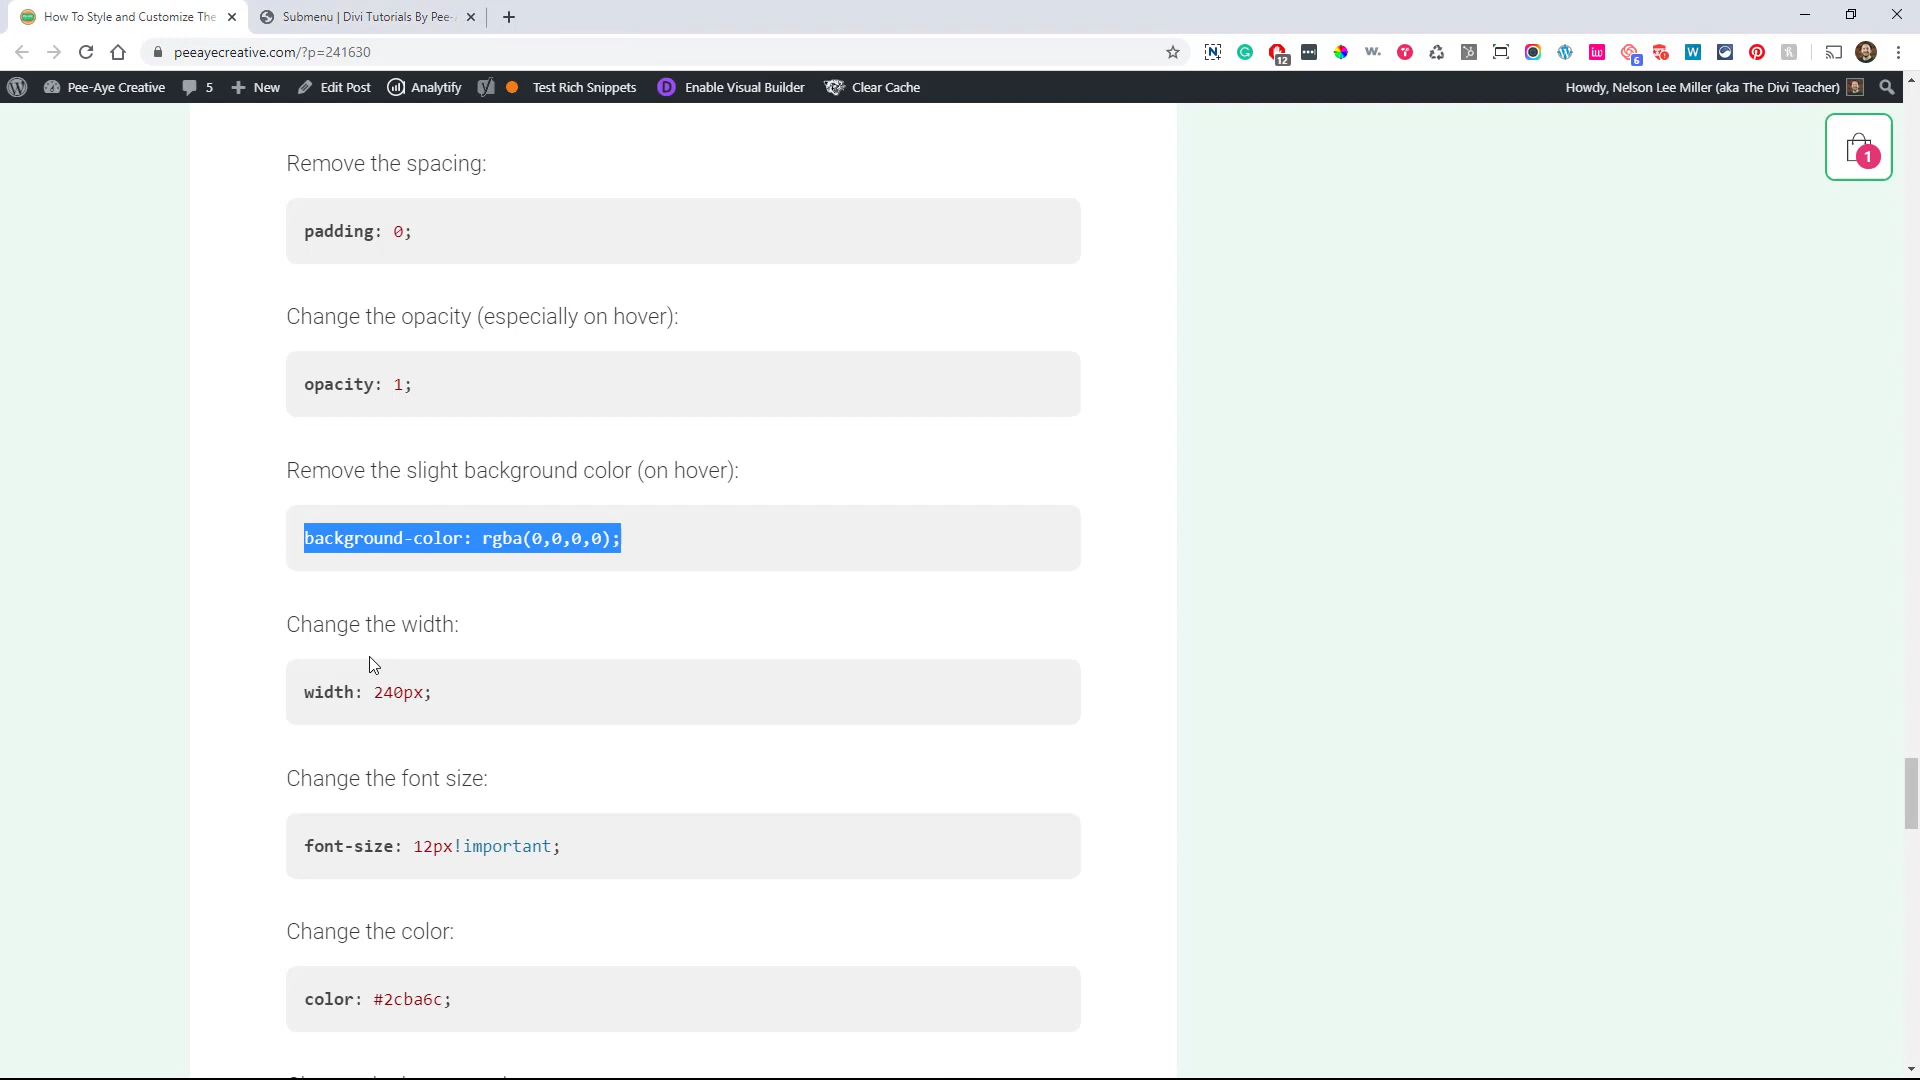 How To Style and Customize The
Submenu | Divi Tutorials By Pee-
peeayecreative.com/?p=241630
12
6
Pee-Aye Creative
5
New
Edit Post
Analytify
Test Rich Snippets
Enable Visual Builder
Clear Cache
Howdy, Nelson Lee Miller (aka The Divi Teacher)
1
Remove the spacing:
padding: 0;
Change the opacity (especially on hover):
opacity: 1;
Remove the slight background color (on hover):
background-color: rgba(0,0,0,0);
Change the width:
width: 240px;
Change the font size:
font-size: 12px!important;
Change the color:
color: #2cba6c;